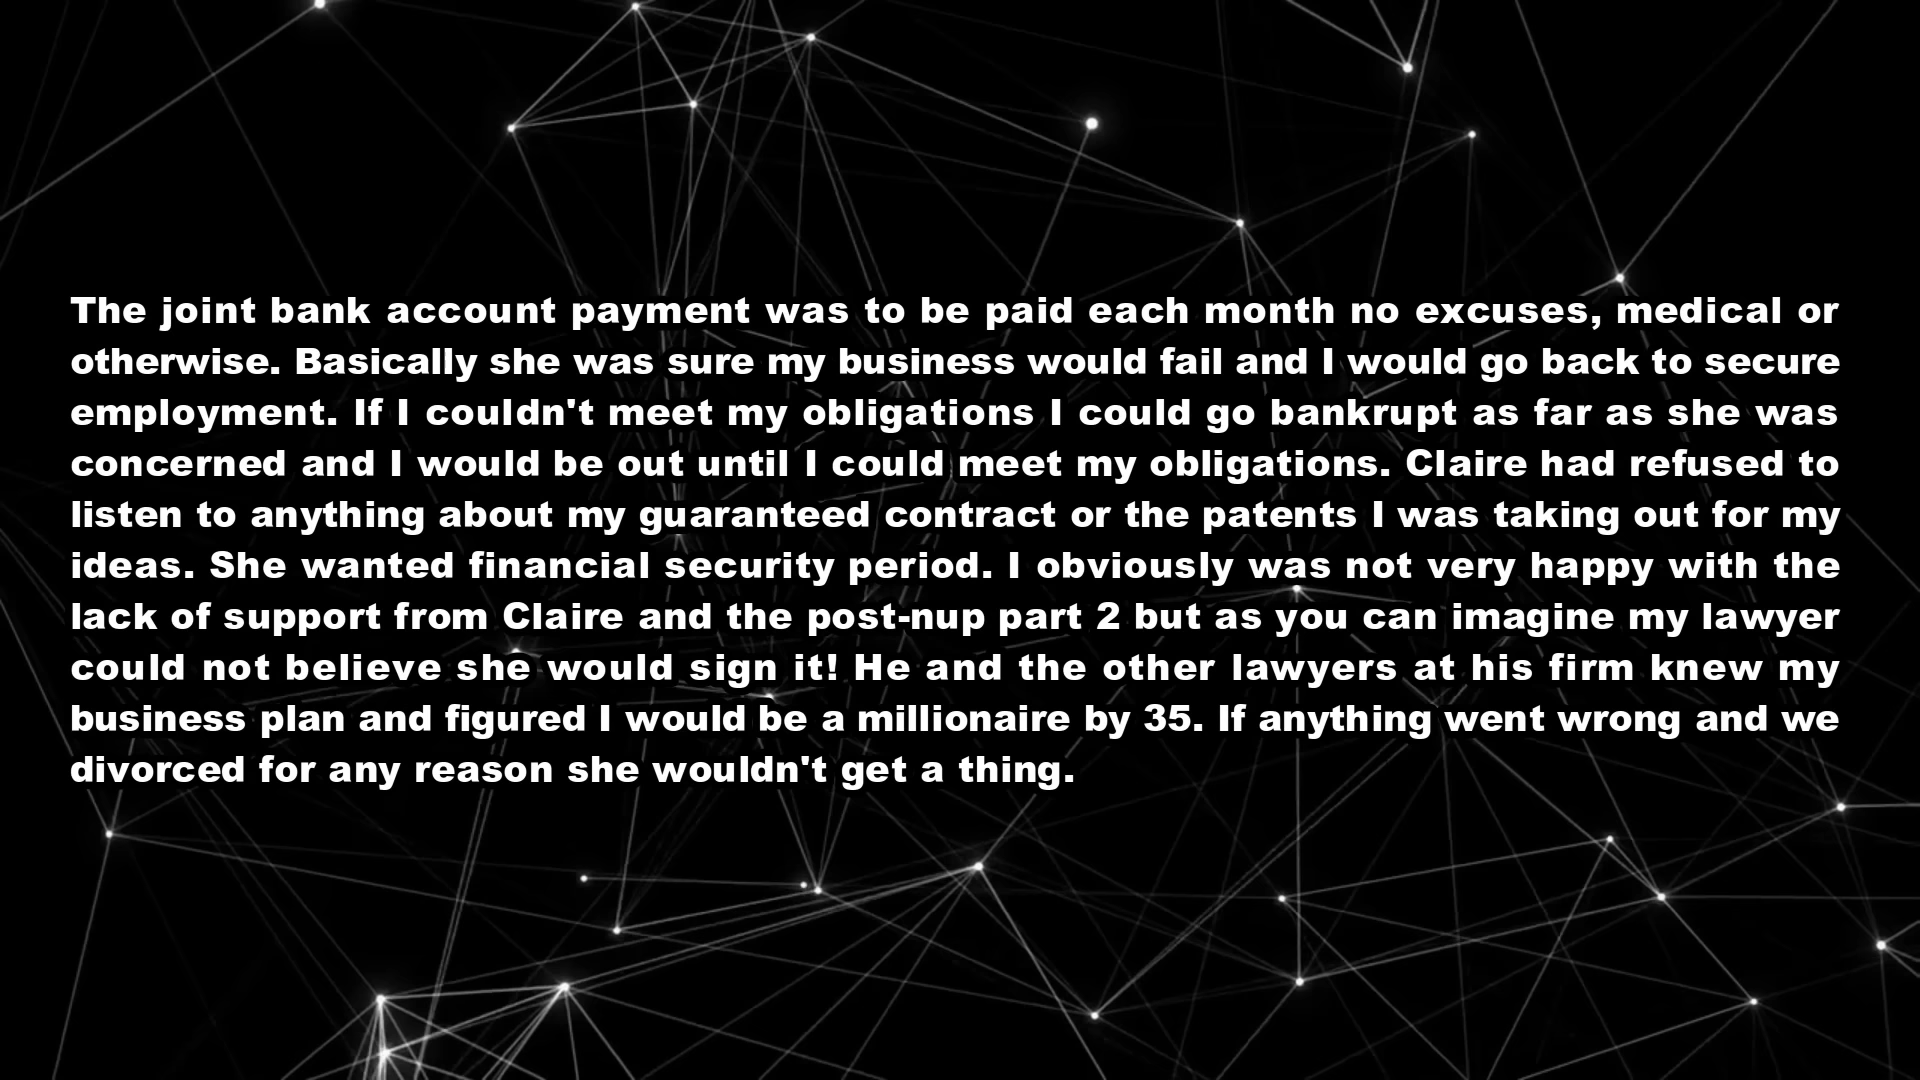 The joint bank account payment was to be paid each month no excuses, medical or
otherwise. Basically she was sure my business would fail and I would go back to secure
employment. If I couldn't meet my obligations I could go bankrupt as far as she was
concerned and I would be out until I could meet my obligations. Claire had refused to
listen to anything about my guaranteed contract or the patents I was taking out for my
ideas. She wanted financial security period. I obviously was not very happy with the
lack of support from Claire and the post-nup part 2 but as you can imagine my lawyer
could not believe she would sign it! He and the other lawyers at his firm knew my
business plan and figured I would be a millionaire by 35. If anything went wrong and we
divorced for any reason she wouldn't get a thing.